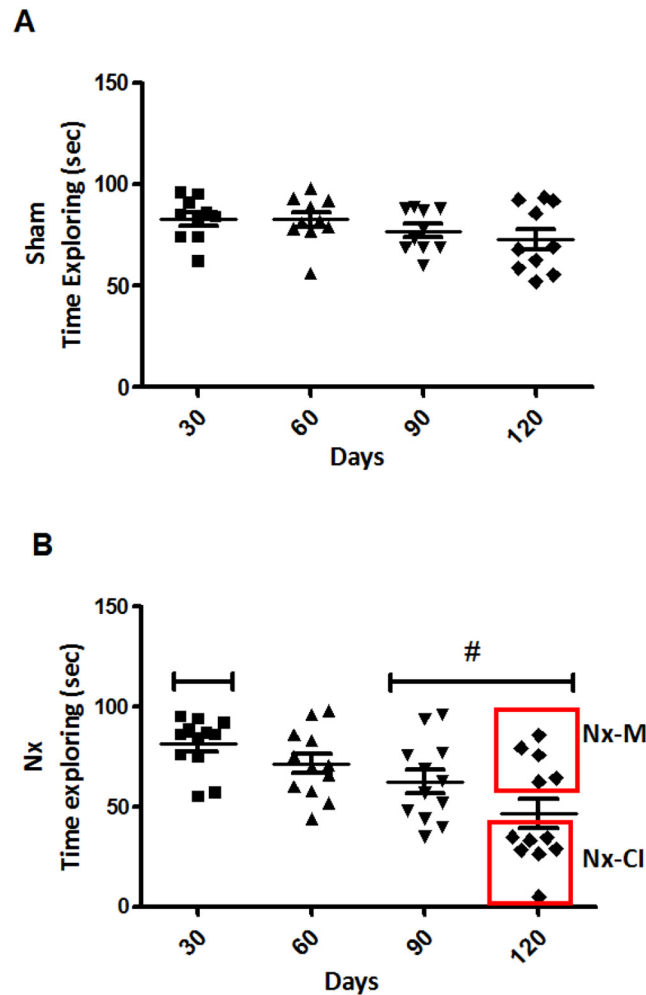 A
Sham
Time Exploring (sec)
150
100
50
0
30
60
90
120
Days
B
Nx
Time exploring (sec)
150
100
50
0
#
Nx-M
Nx-CI
30
60
90
120
Days